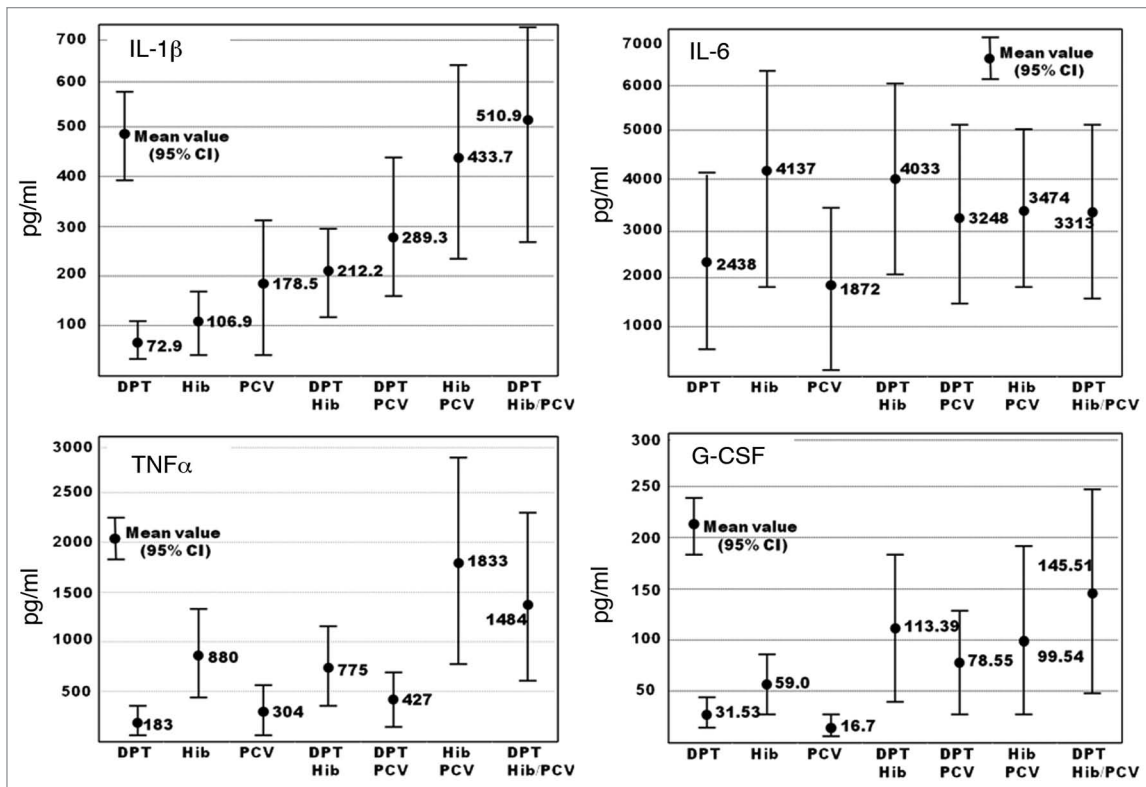 IL-1β
700
600
500
400
300
200
100
pg/ml
Mean value
(95% CI)
72.9
106.9
178.5
212.2
289.3
433.7
510.9
DPT Hib PCV DPT DPT Hib DPT
Hib PCV PCV Hib/PCV
IL-6
7000
6000
5000
4000
3000
2000
1000
Mean value
(95% CI)
2438
4137
1872
4033
3248
3474
3313
DPT Hib PCV DPT DPT Hib DPT
Hib PCV PCV Hib/PCV
TNFα
3000
2500
2000
1500
1000
500
pg/ml
Mean value
(95% CI)
183
880
304
775
427
1833
1484
DPT Hib PCV DPT DPT Hib DPT
Hib PCV PCV Hib/PCV
G-CSF
300
250
200
150
100
50
pg/ml
Mean value
(95% CI)
31.53
59.0
16.7
113.39
78.55
99.54
145.51
DPT Hib PCV DPT DPT Hib DPT
Hib PCV PCV Hib/PCV